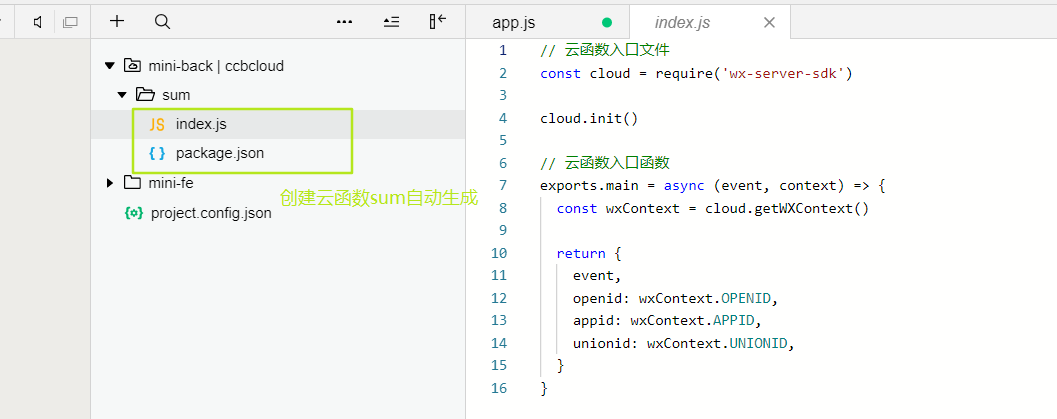 app.js
index.js
mini-back | ccbcloud
sum
JS index.js
{ } package.json
mini-fe
project.config.json
创建云函数sum自动生成
1 // 云函数入口文件
2 const cloud = require('wx-server-sdk')
3
4 cloud.init()
5
6 // 云函数入口函数
7 exports.main = async (event, context) => {
8 const wxContext = cloud.getWXContext()
9
10 return {
11 event,
12 openid: wxContext.OPENID,
13 appid: wxContext.APPID,
14 unionid: wxContext.UNIONID,
15 }
16 }